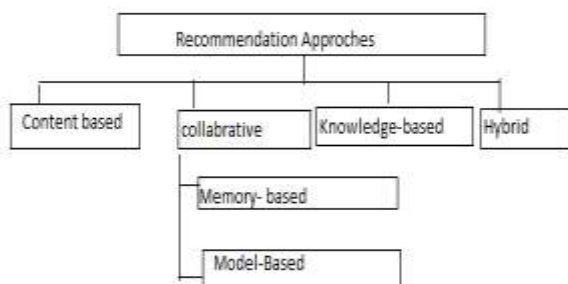 Recommendation Approches
Content based
collabrative
Knowledge-based
Hybrid
Memory- based
Model-Based